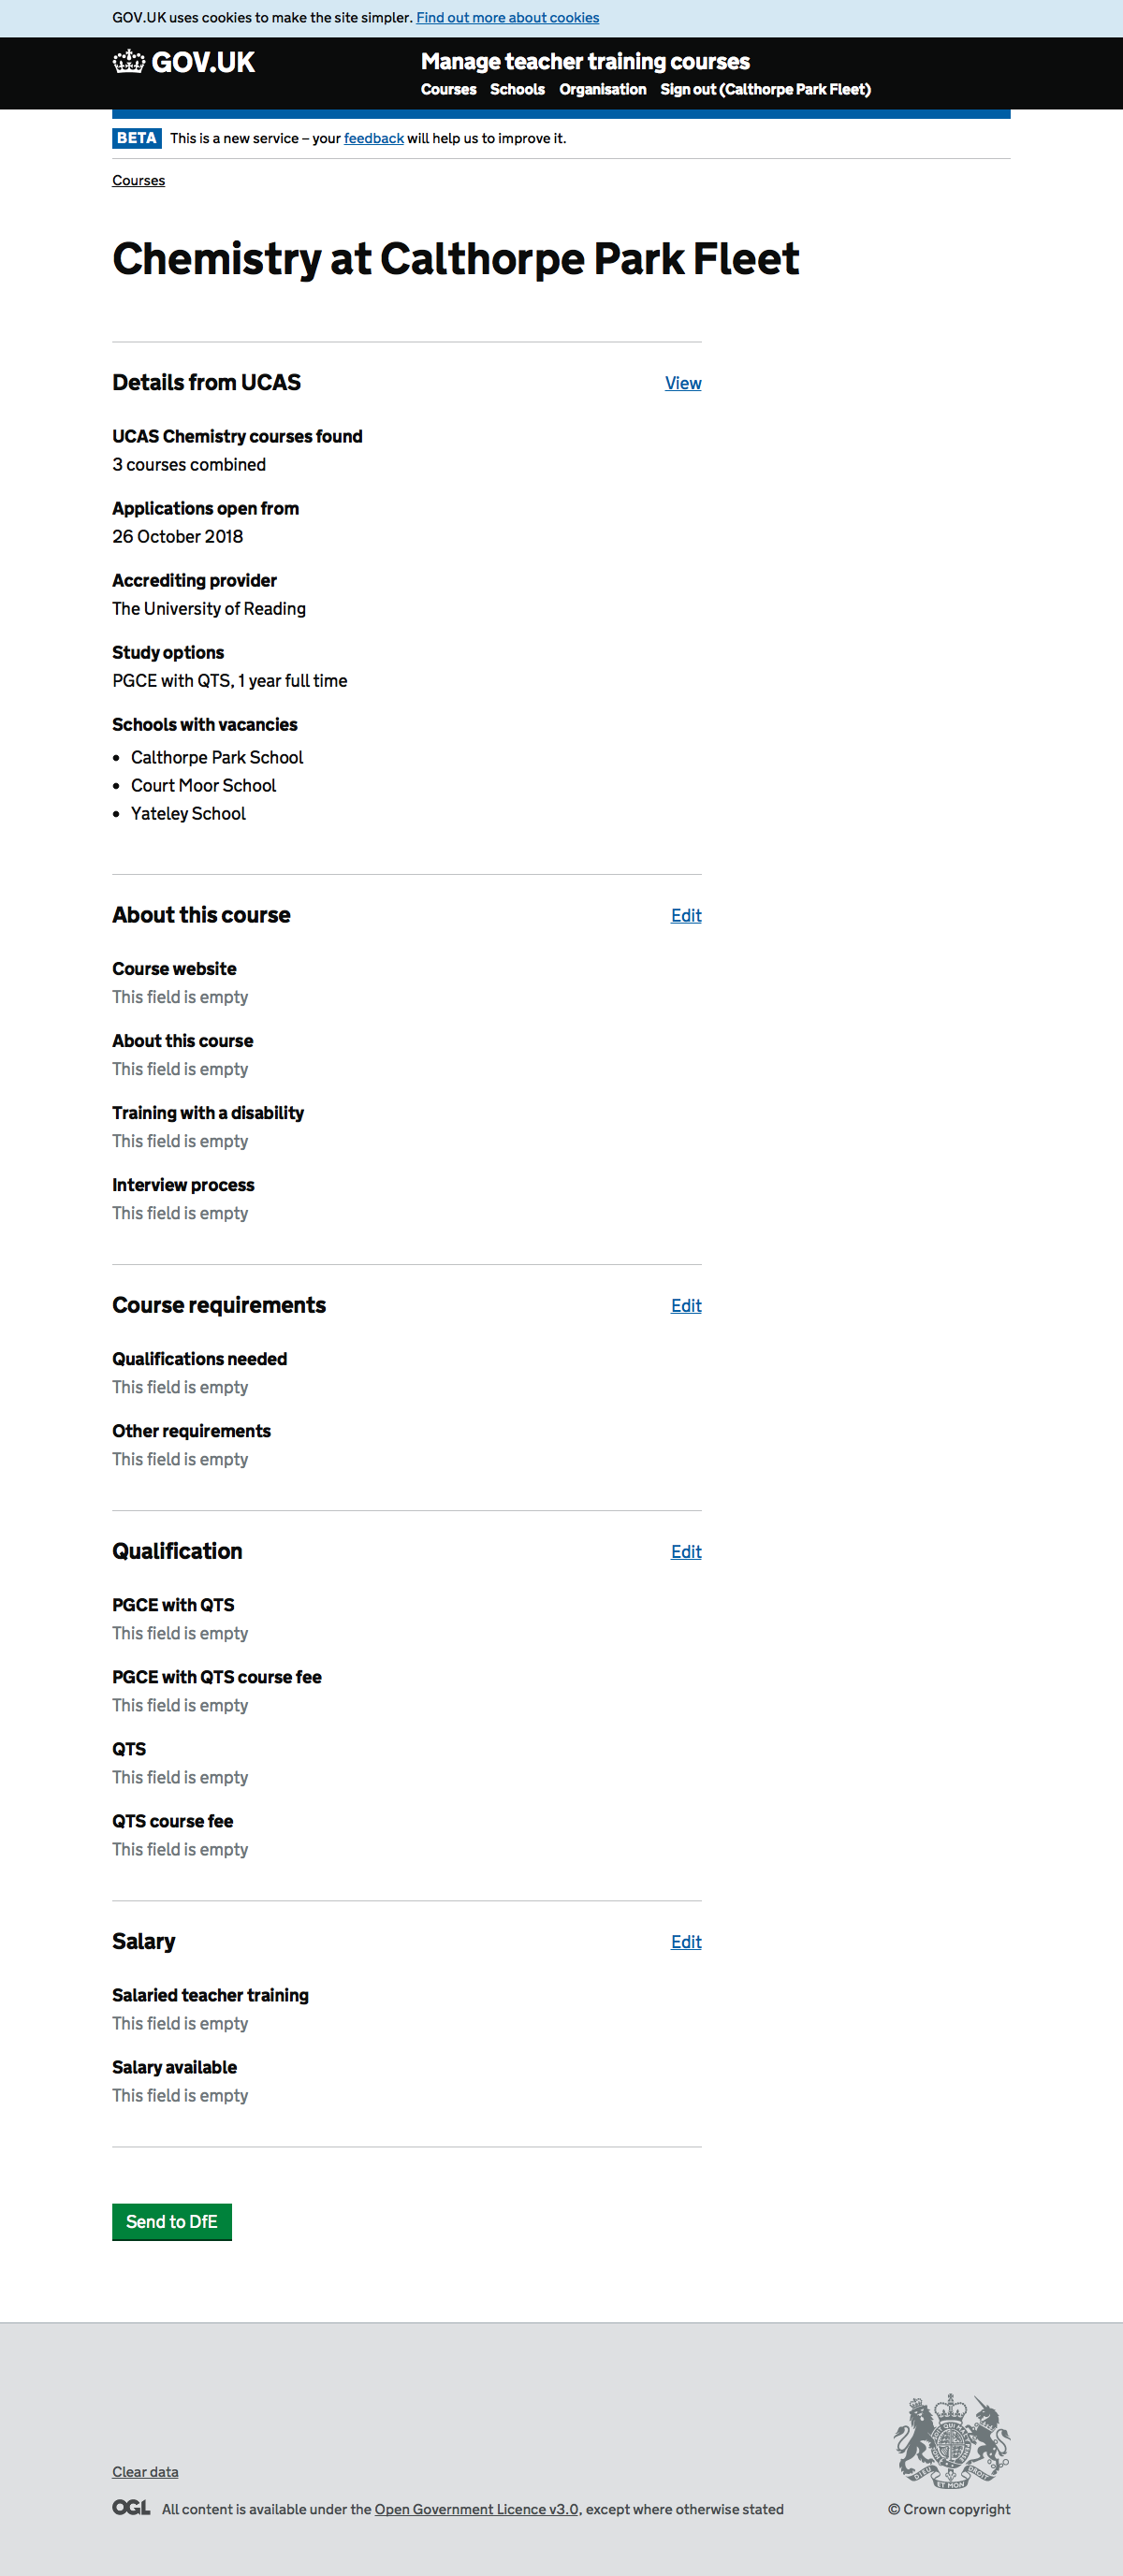 GOV.UK uses cookies to make the site simpler. Find out more about cookies
GOV.UK
Manage teacher training courses
Courses Schools Organisation Sign out (Calthorpe Park Fleet)
BETA This is a new service – your feedback will help us to improve it.
Courses
Chemistry at Calthorpe Park Fleet
Details from UCAS View
UCAS Chemistry courses found
3 courses combined
Applications open from
26 October 2018
Accrediting provider
The University of Reading
Study options
PGCE with QTS, 1 year full time
Schools with vacancies
• Calthorpe Park School
• Court Moor School
• Yateley School
About this course Edit
Course website
This field is empty
About this course
This field is empty
Training with a disability
This field is empty
Interview process
This field is empty
Course requirements Edit
Qualifications needed
This field is empty
Other requirements
This field is empty
Qualification Edit
PGCE with QTS
This field is empty
PGCE with QTS course fee
This field is empty
QTS
This field is empty
QTS course fee
This field is empty
Salary Edit
Salaried teacher training
This field is empty
Salary available
This field is empty
Send to DfE
Clear data
OGL All content is available under the Open Government Licence v3.0, except where otherwise stated
© Crown copyright